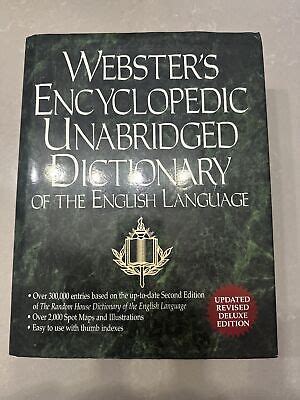 WEBSTER'S
ENCYCLOPEDIC
UNABRIDGED
DICTIONARY
OF THE ENGLISH LANGUAGE
• Over 300,000 entries based on the up-to-date Second Edition
of The Random House Dictionary of the English Language
• Over 2,000 Spot Maps and Illustrations
• Easy to use with thumb indexes
UPDATED
REVISED
DELUXE
EDITION